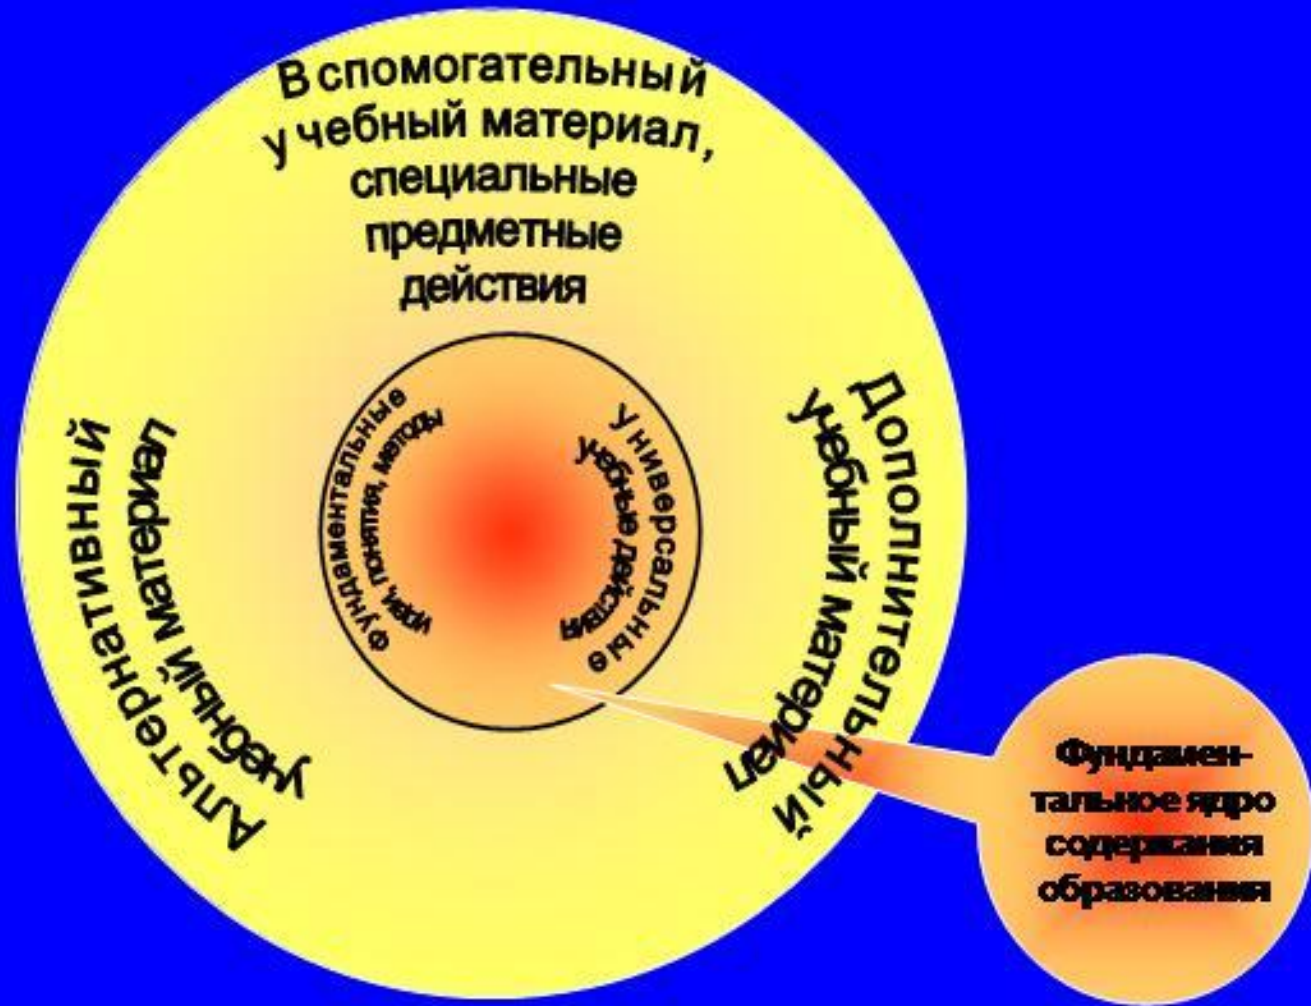 Вспомогательный
учебный материал,
специальные
предметные
действия
Альтернативный
учебный материал
Фундаментальные
идеи, понятия, методы
Универсальные
учебные действия
Дополнительный
учебный материал
Фундамен-
тальное ядро
содержания
образования